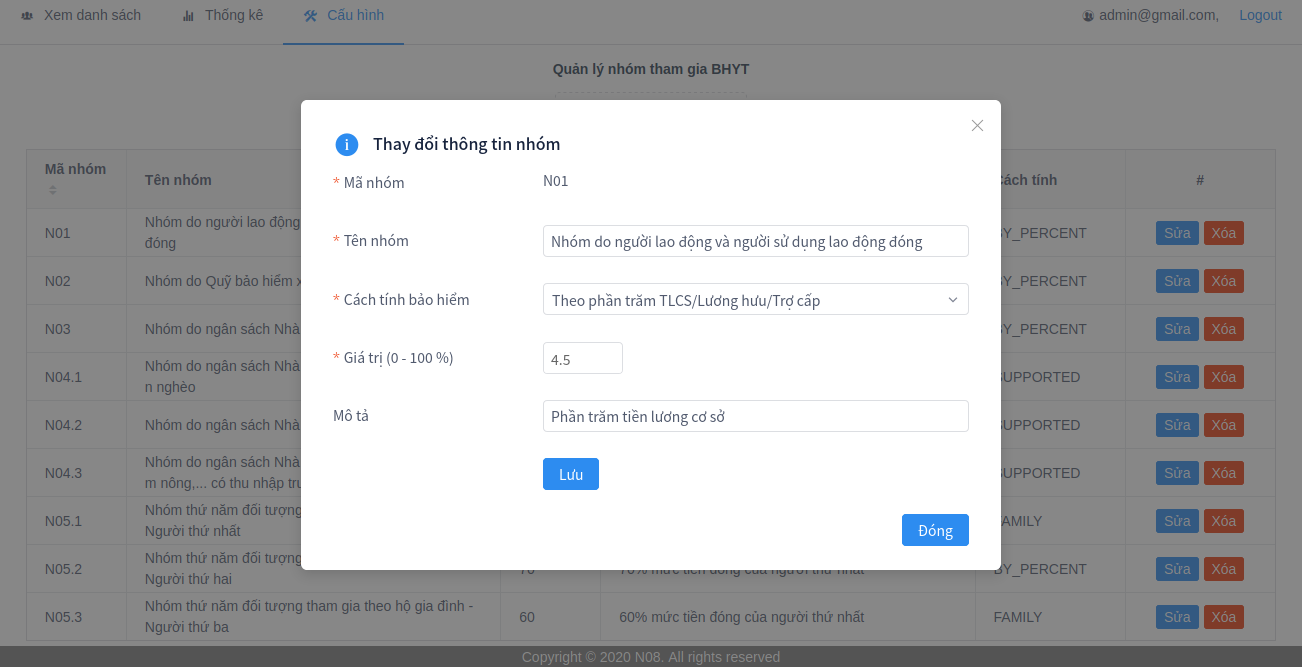 Xem danh sách Thống kê Cấu hình admin@gmail.com, Logout
Quản lý nhóm tham gia BHYT
Thay đổi thông tin nhóm
* Mã nhóm N01
* Tên nhóm Nhóm do người lao động và người sử dụng lao động đóng
* Cách tính bảo hiểm Theo phần trăm TLCS/Lương hưu/Trợ cấp
* Giá trị (0 - 100 %) 4.5
Mô tả Phần trăm tiền lương cơ sở
Lưu
Đóng
Mã nhóm Tên nhóm Cách tính #
N01 Nhóm do người lao động
đóng
BY_PERCENT Sửa Xóa
N02 Nhóm do Quỹ bảo hiểm BY_PERCENT Sửa Xóa
N03 Nhóm do ngân sách Nhà BY_PERCENT Sửa Xóa
N04.1 Nhóm do ngân sách Nhà
n nghèo
SUPPORTED Sửa Xóa
N04.2 Nhóm do ngân sách Nhà SUPPORTED Sửa Xóa
N04.3 Nhóm do ngân sách Nhà
m nông,... có thu nhập
SUPPORTED Sửa Xóa
N05.1 Nhóm thứ năm đối tượng
Người thứ nhất
FAMILY Sửa Xóa
N05.2 Nhóm thứ năm đối tượng
Người thứ hai
70 70% mức tiền đóng của người thứ nhất BY_PERCENT Sửa Xóa
N05.3 Nhóm thứ năm đối tượng tham gia theo hộ gia đình -
Người thứ ba
60 60% mức tiền đóng của người thứ nhất FAMILY Sửa Xóa
Copyright © 2020 N08. All rights reserved